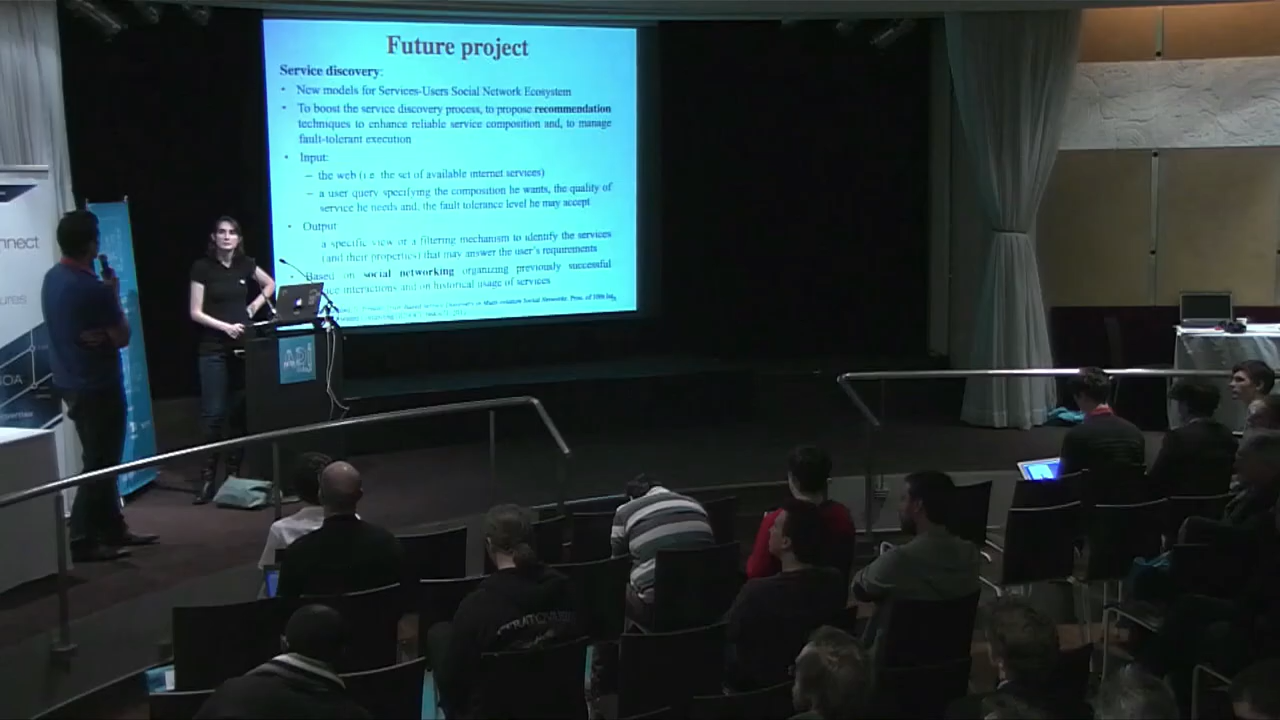 Future project
Service discovery:
• New models for Services-Users Social Network Ecosystem
• To boost the service discovery process, to propose recommendation
techniques to enhance reliable service composition and, to manage
fault-tolerant execution
• Input:
– the web (i.e. the set of available internet services)
– a user query specifying the composition he wants, the quality of
service he needs and, the fault tolerance level he may accept
• Output
a specific view or a filtering mechanism to identify the services
(and their properties) that may answer the user's requirements
Based on social networking organizing previously successful
interactions and on historical usage of services
nnect
ures
NOA
API